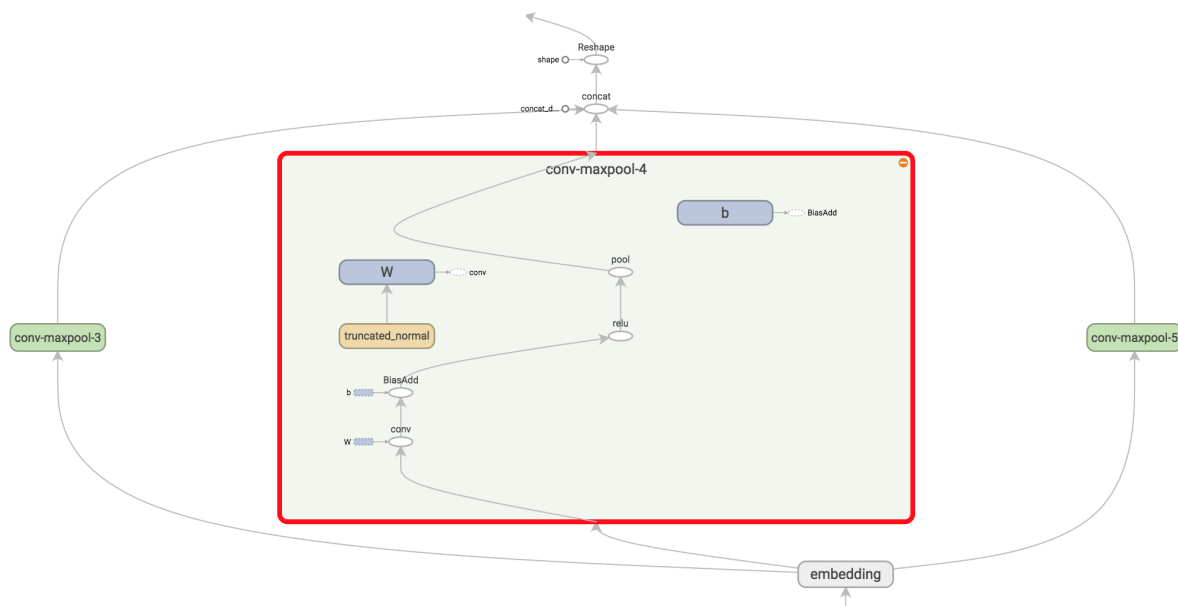 Reshape
shape
concat
concat_d...
conv-maxpool-4
b
BiasAdd
pool
W
conv
relu
conv-maxpool-3
truncated_normal
conv-maxpool-5
BiasAdd
b
conv
W
embedding